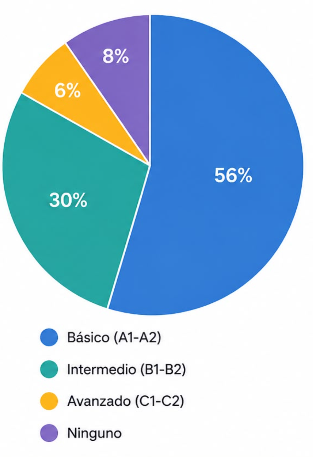 8%
6%
56%
30%
Básico (A1-A2)
Intermedio (B1-B2)
Avanzado (C1-C2)
Ninguno